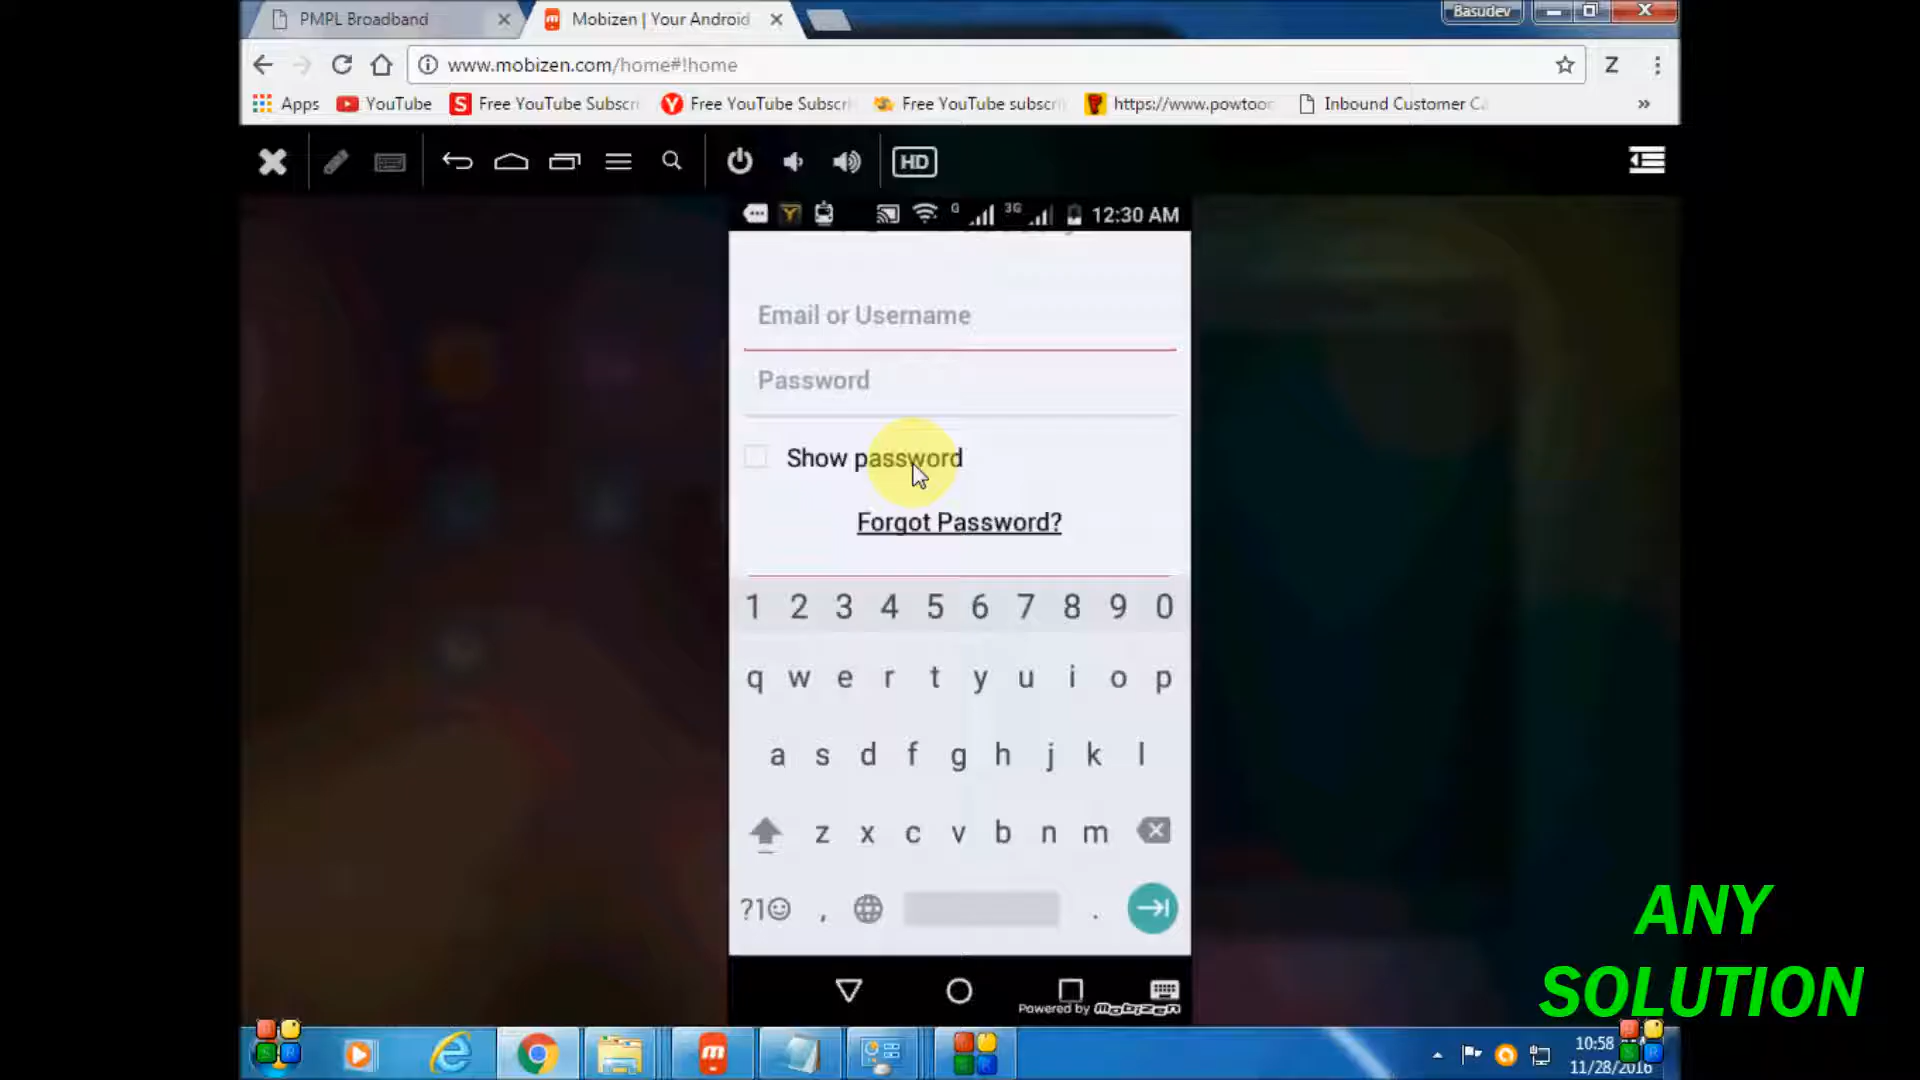 PMPL Broadband
Mobizen | Your Android
Basudev
www.mobizen.com/home#!home
Z
Apps
YouTube
S
Free YouTube Subscri
Y
Free YouTube Subscri
Free YouTube subscri
https://www.powtoo
Inbound Customer Ca
»
HD
G
3G
12:30 AM
Email or Username
Password
Show password
Forgot Password?
1 2 3 4 5 6 7 8 9 0
q w e r t y u i o p
a s d f g h j k l
z x c v b n m
?1☺ , .
Powered by mobizen
ANY
SOLUTION
10:58
11/28/2016